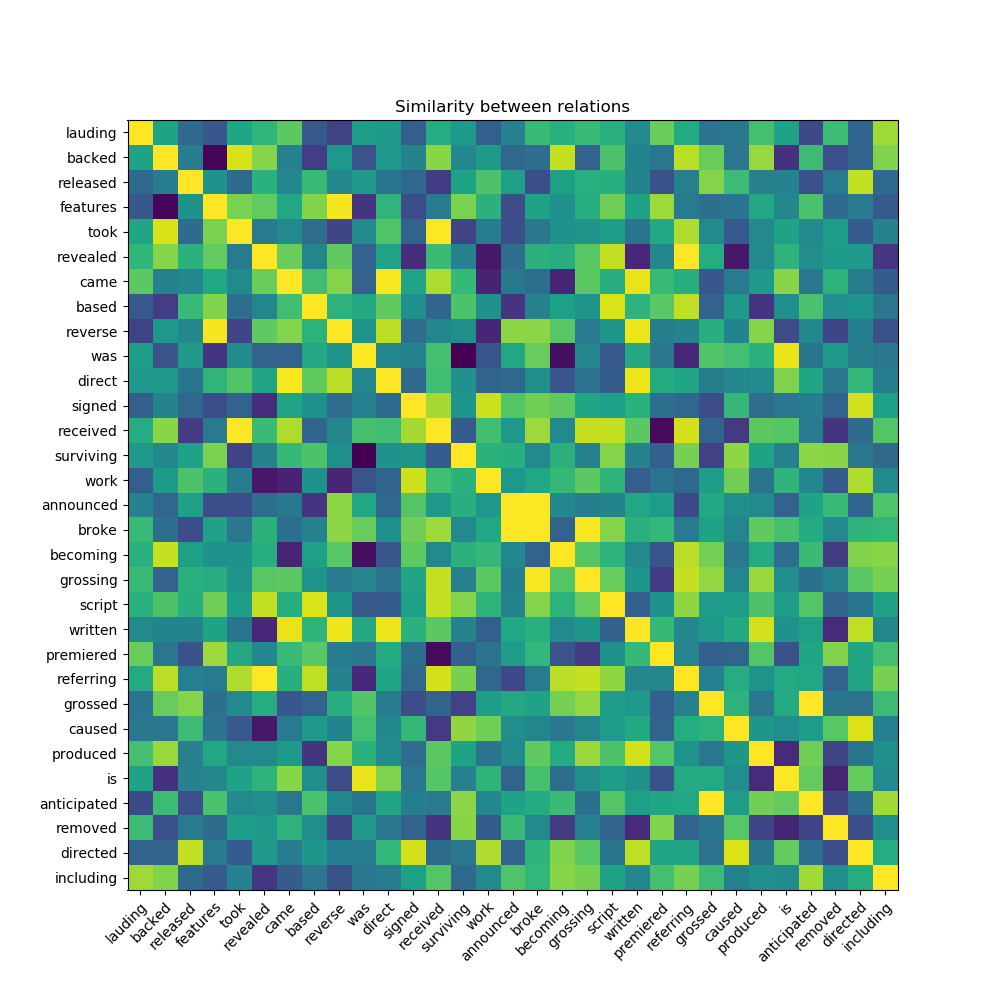 Similarity between relations
lauding
backed
released
features
took
revealed
came
based
reverse
was
direct
signed
received
surviving
work
announced
broke
becoming
grossing
script
written
premiered
referring
grossed
caused
produced
is
anticipated
removed
directed
including
lauding
backed
released
features
took
revealed
came
based
reverse
was
direct
signed
received
surviving
work
announced
broke
becoming
grossing
script
written
premiered
referring
grossed
caused
produced
is
anticipated
removed
directed
including